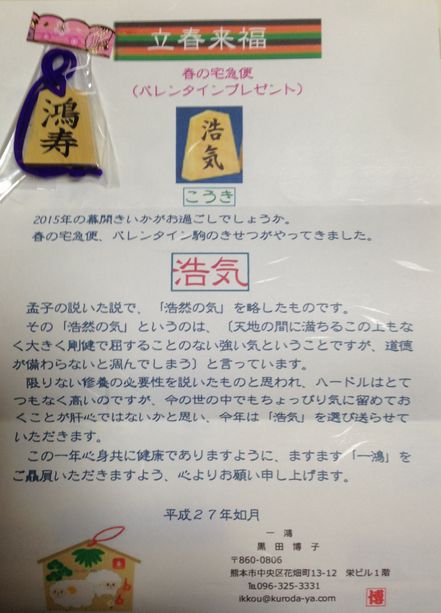 立春来福
鴻寿
春の宅急便
(バレンタインプレゼント)
浩気
こうき
2015年の幕開きいかがお過ごしでしょうか。
春の宅急便、バレンタイン駒のきせつがやってきました。
浩気
孟子の説いた説で、「浩然の気」を略したものです。
その「浩然の気」というのは、〔天地の間に満ちるこの上もな
く大きく剛健で屈することのない強い気ということですが、道徳
が備わらないと凋んでしまう〕と言っています。
限りない修養の必要性を説いたものと思われ、ハードルはとて
つもなく高いのですが、今の世の中でもちょっぴり気に留めてお
くことが肝心ではないかと思い、今年は「浩気」を選び送らせて
いただきます。
この一年心身共に健康でありますように、ますます「一鴻」を
ご贔屓いただきますよう、心よりお願い申し上げます。
平成27年如月
一 鴻
黒 田 博 子
〒860-0806
熊本市中央区花畑町13-12 栄ビル1階
℡096-325-3331
ikkou@kuroda-ya.com
博